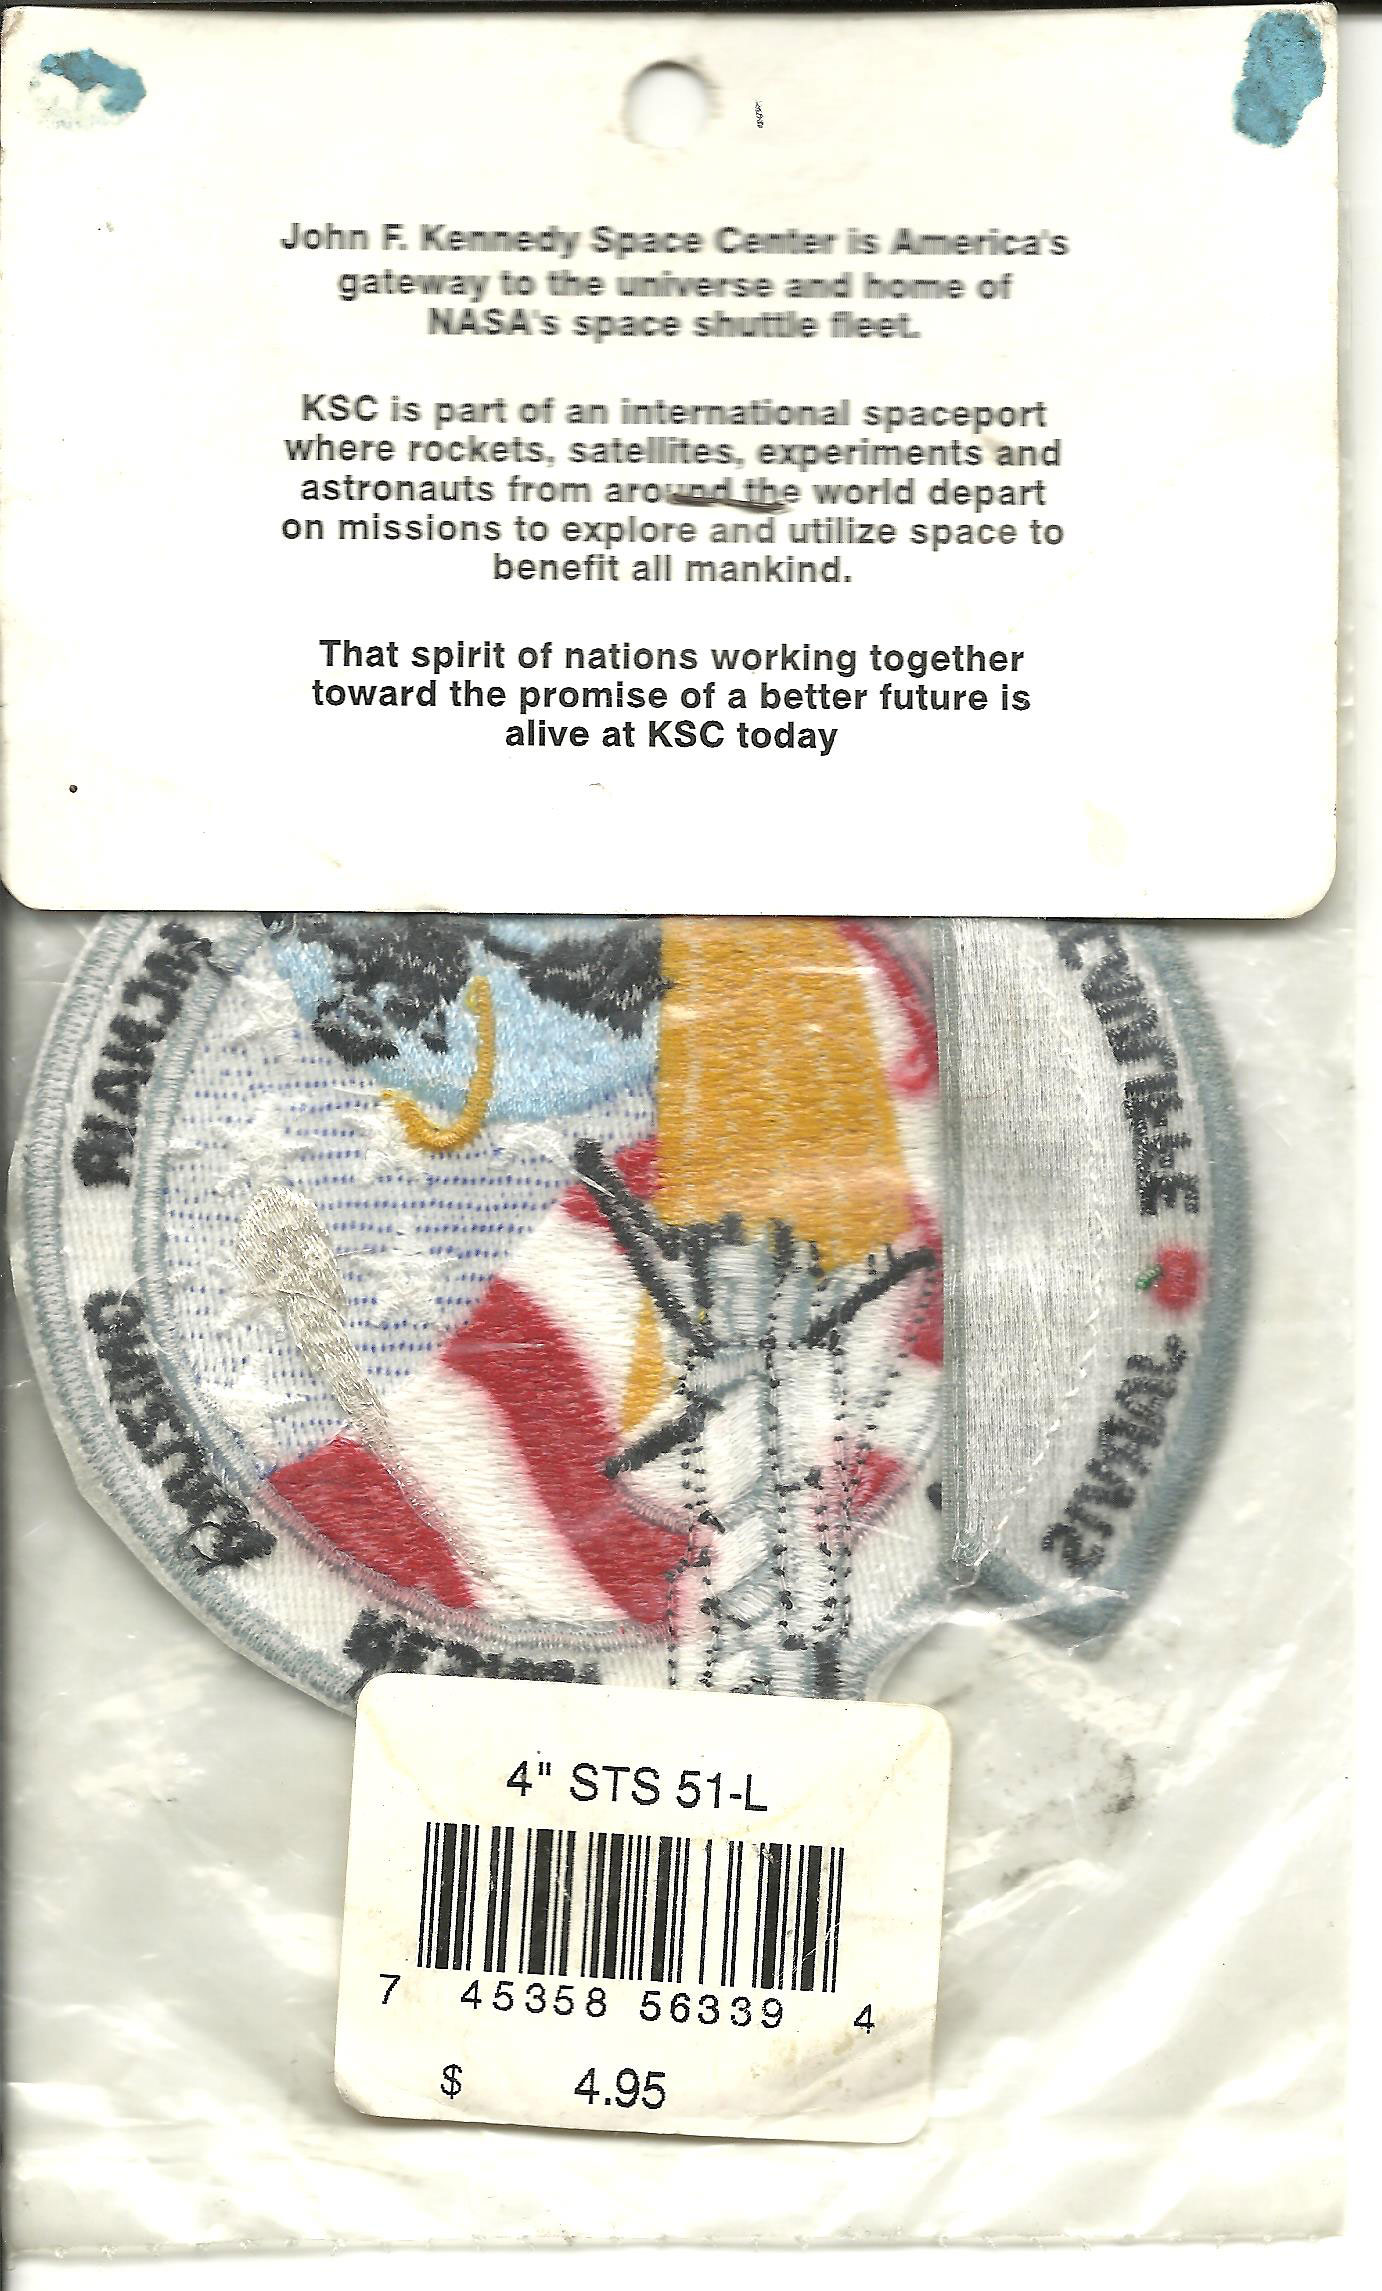 John F. Kennedy Space Center is America's
gateway to the universe and home of
NASA's space shuttle fleet.
KSC is part of an international spaceport
where rockets, satellites, experiments and
astronauts from around the world depart
on missions to explore and utilize space to
benefit all mankind.
That spirit of nations working together
toward the promise of a better future is
alive at KSC today
4" STS 51-L
7 45358 56339 4
$ 4.95